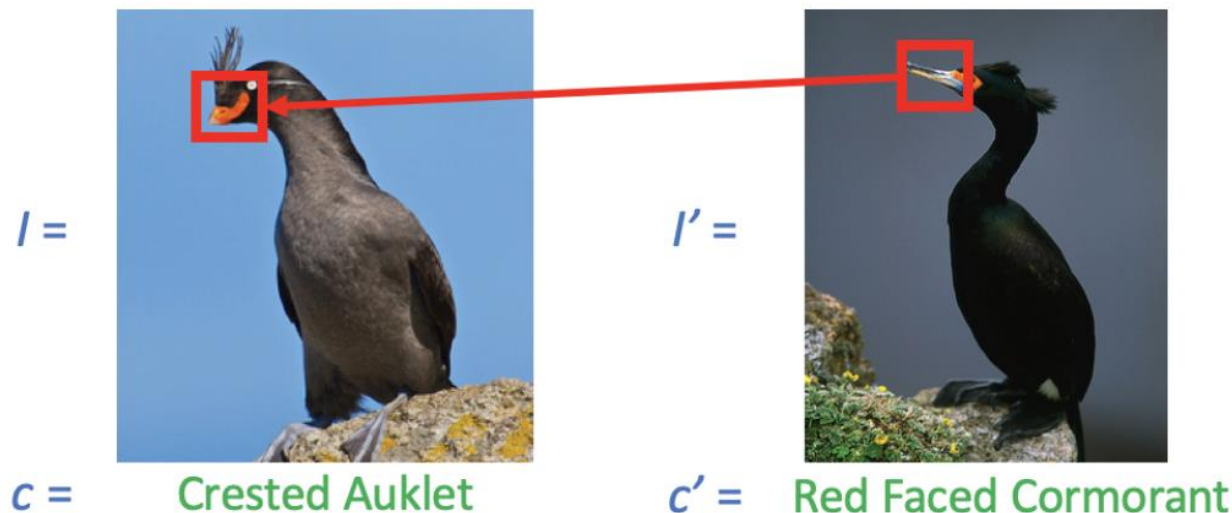 I =
I’ =
c = Crested Auklet
c’ = Red Faced Cormorant